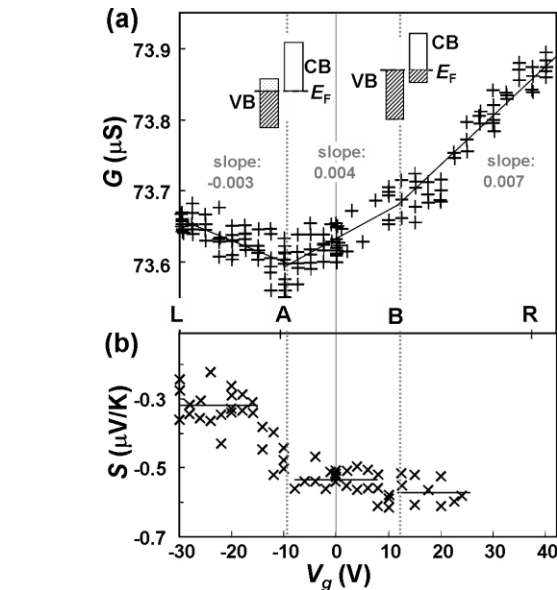 (a)
73.9
73.8
73.7
73.6
G (μS)
CB
VB
E_F
VB
CB
E_F
slope:
-0.003
slope:
0.004
slope:
0.007
L A B R
(b)
-0.3
-0.5
-0.7
S (μV/K)
-30 -20 -10 0 10 20 30 40
V_g (V)